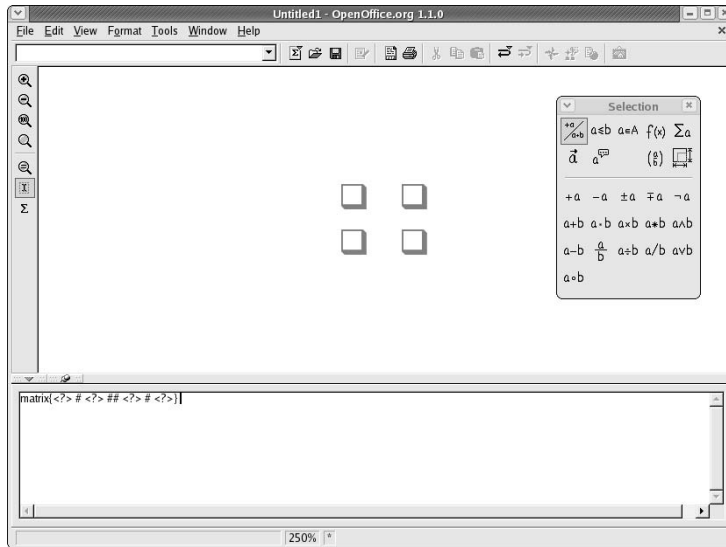 Untitled1 - OpenOffice.org 1.1.0
File Edit View Format Tools Window Help
Selection
+a/a+b a≤b a∈A f(x) Σa
a⃗ a (a/b)
+a -a ±a ∓a ¬a
a+b a·b a×b a*b a∧b
a-b a/b a÷b a/b a∨b
a∘b
Σ
matrix{<?> # <?> ## <?> # <?>}
250% *